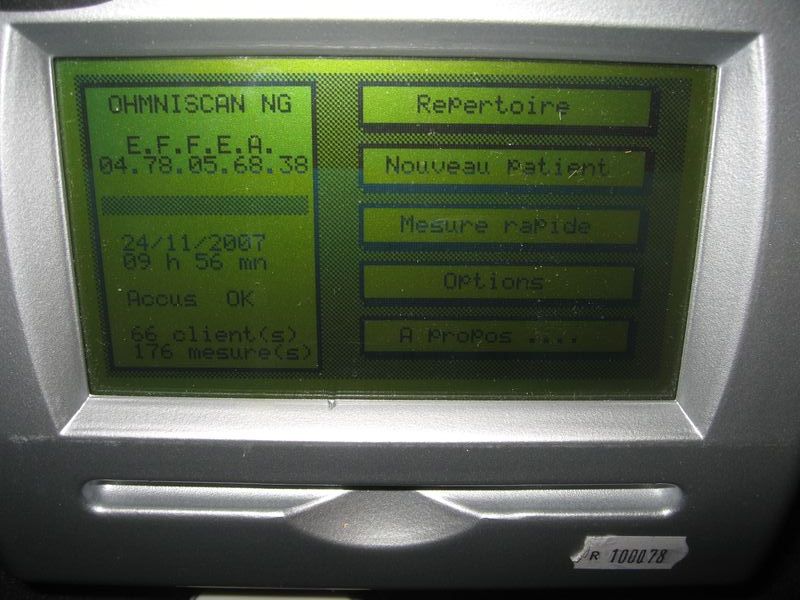 OHMNISCAN NG
E.F.F.E.A.
04.78.05.68.38
24/11/2007
09 h 56 mn
Accus OK
66 client(s)
176 mesure(s)
Repertoire
Nouveau patient
Mesure rapide
Options
A propos ....
R 100078